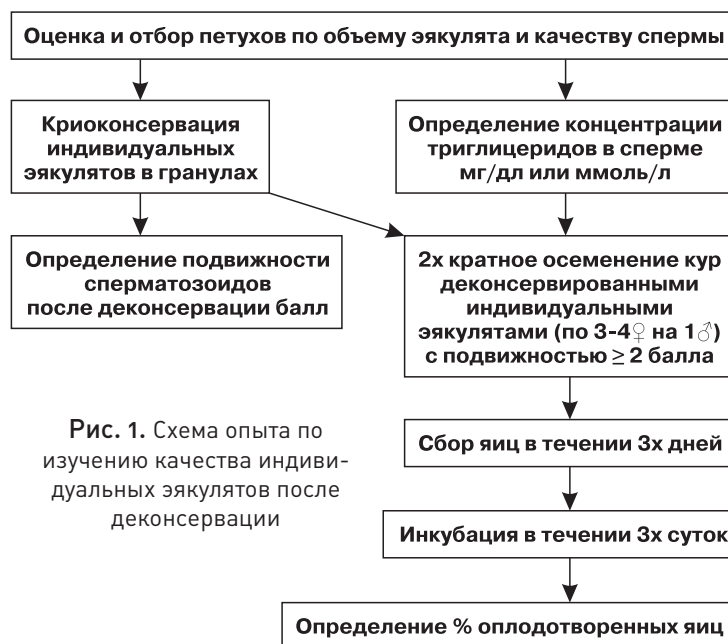 Оценка и отбор петухов по объему эякулята и качеству спермы
Криоконсервация
индивидуальных
эякулятов в гранулах
Определение концентрации
триглицеридов в сперме
мг/дл или ммоль/л
Определение подвижности
сперматозоидов
после деконсервации балл
2х кратное осеменение кур
деконсервированными
индивидуальными
эякулятами (по 3-4♀ на 1♂)
с подвижностью ≥ 2 балла
Сбор яиц в течении 3х дней
Инкубация в течении 3х суток
Определение % оплодотворенных яиц
Рис. 1. Схема опыта по
изучению качества индиви-
дуальных эякулятов после
деконсервации